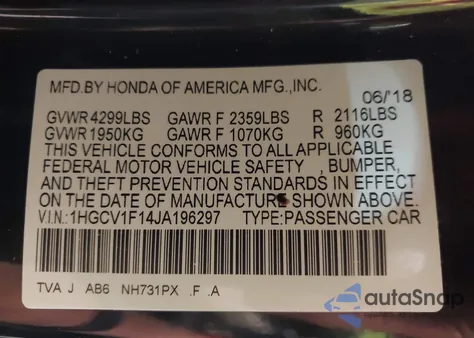 MFD.BY HONDA OF AMERICA MFG.,INC.
06/'18
GVWR 4299LBS GAWR F 2359LBS R 2116LBS
GVWR 1950KG GAWR F 1070KG R 960KG
THIS VEHICLE CONFORMS TO ALL APPLICABLE
FEDERAL MOTOR VEHICLE SAFETY , BUMPER,
AND THEFT PREVENTION STANDARDS IN EFFECT
ON THE DATE OF MANUFACTURE SHOWN ABOVE.
V.I.N.:1HGCV1F14JA196297 TYPE:PASSENGER CAR
TVA J AB6 NH731PX .F .A
autoSnap